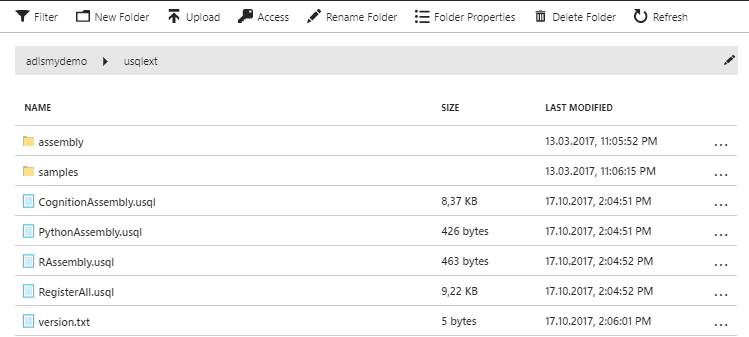 Filter New Folder Upload Access Rename Folder Folder Properties Delete Folder Refresh
adlsmydemo usqlext
NAME SIZE LAST MODIFIED
assembly 13.03.2017, 11:05:52 PM ...
samples 13.03.2017, 11:06:15 PM ...
CognitionAssembly.usql 8,37 KB 17.10.2017, 2:04:51 PM ...
PythonAssembly.usql 426 bytes 17.10.2017, 2:04:51 PM ...
RAssembly.usql 463 bytes 17.10.2017, 2:04:52 PM ...
RegisterAll.usql 9,22 KB 17.10.2017, 2:04:52 PM ...
version.txt 5 bytes 17.10.2017, 2:06:01 PM ...